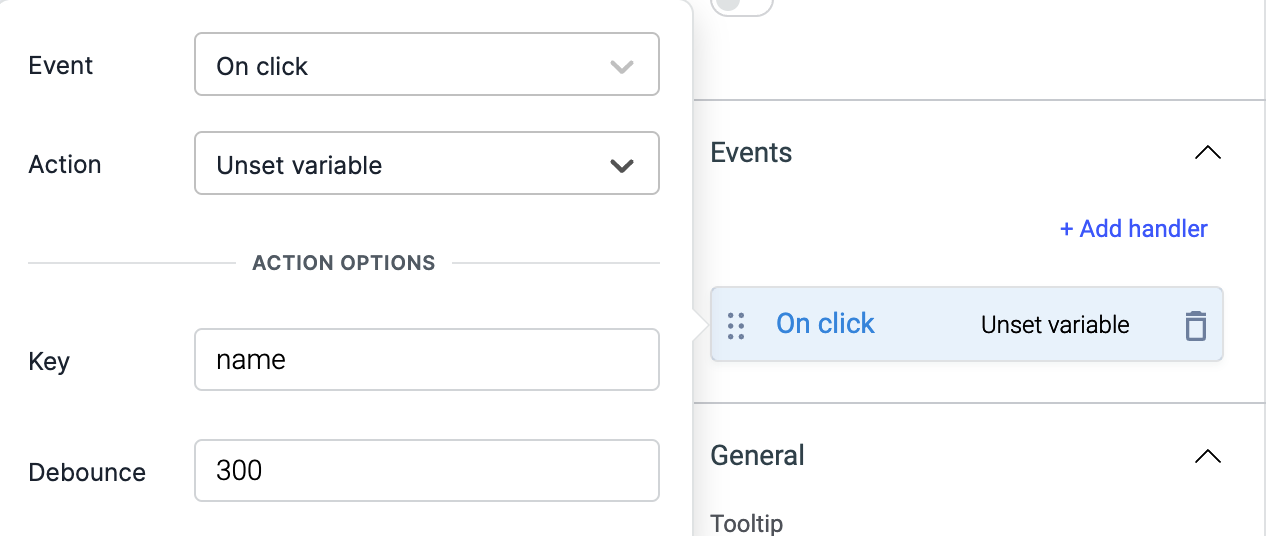 Event
On click
Action
Unset variable
ACTION OPTIONS
Key
name
Debounce
300
Events
+ Add handler
On click
Unset variable
General
Tooltip